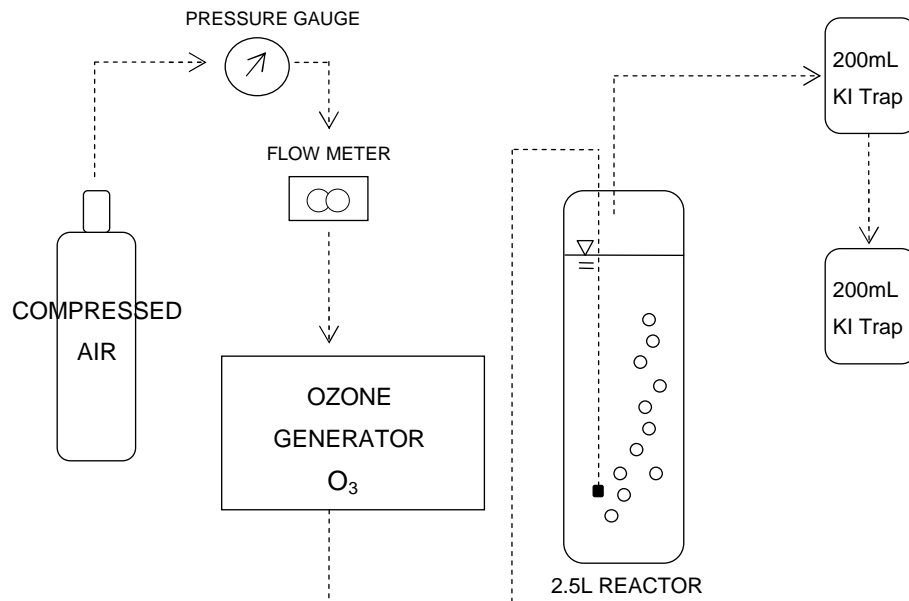 PRESSURE GAUGE
FLOW METER
COMPRESSED
AIR
OZONE
GENERATOR
O₃
2.5L REACTOR
200mL
KI Trap
200mL
KI Trap